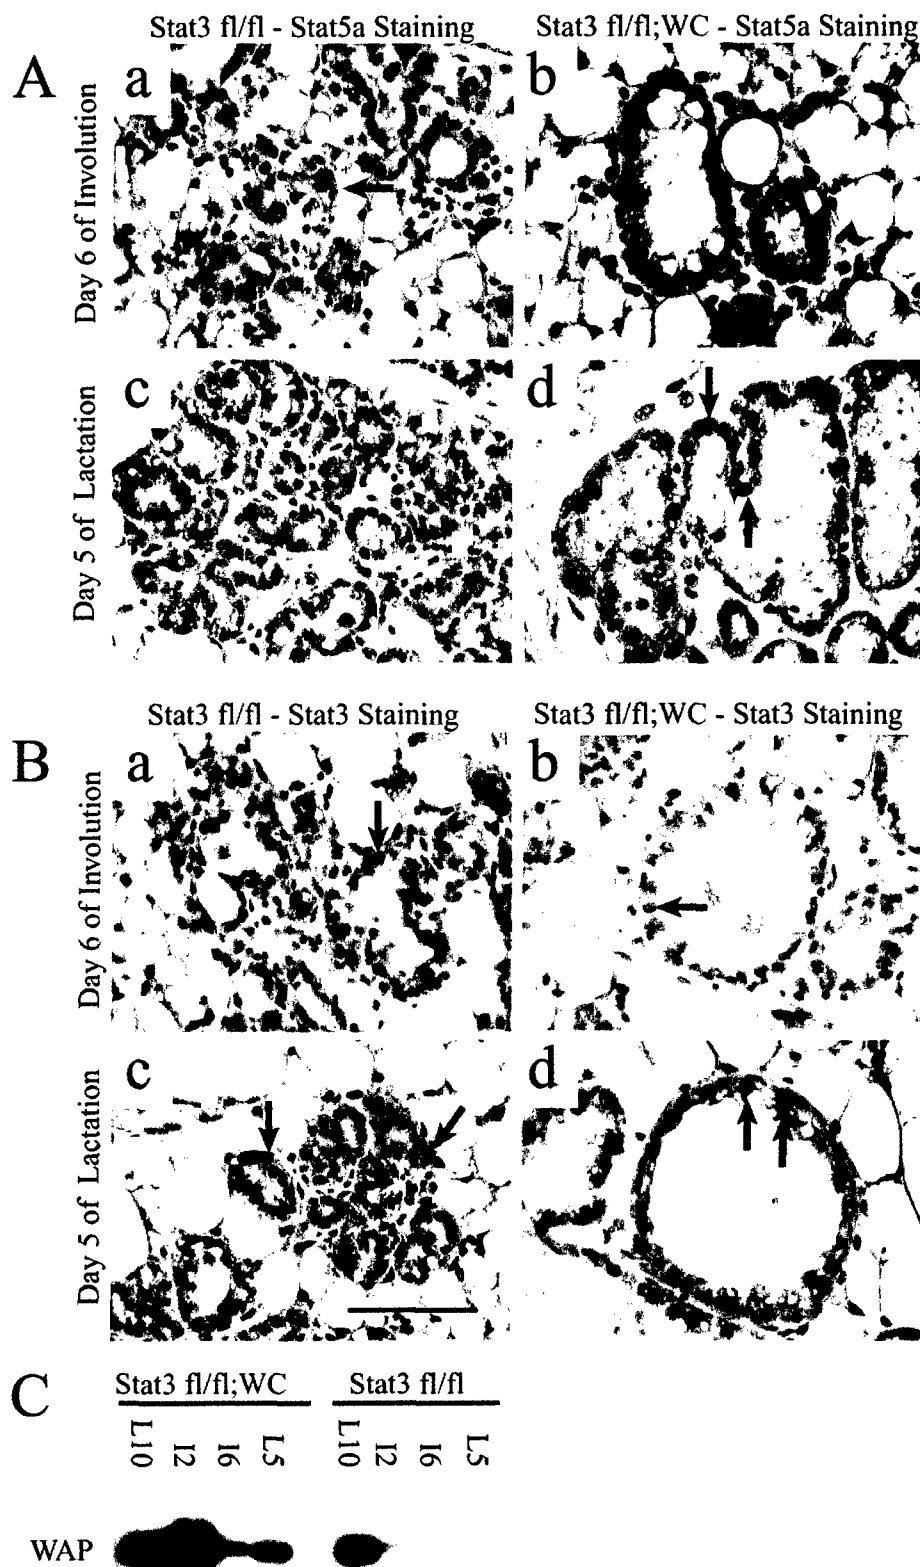 Stat3 fl/fl - Stat5a Staining Stat3 fl/fl;WC - Stat5a Staining
A a b
Day 6 of Involution
c d
Day 5 of Lactation
Stat3 fl/fl - Stat3 Staining Stat3 fl/fl;WC - Stat3 Staining
B a b
Day 6 of Involution
c d
Day 5 of Lactation
C Stat3 fl/fl;WC Stat3 fl/fl
L10 I2 I6 L5 L10 I2 I6 L5
WAP